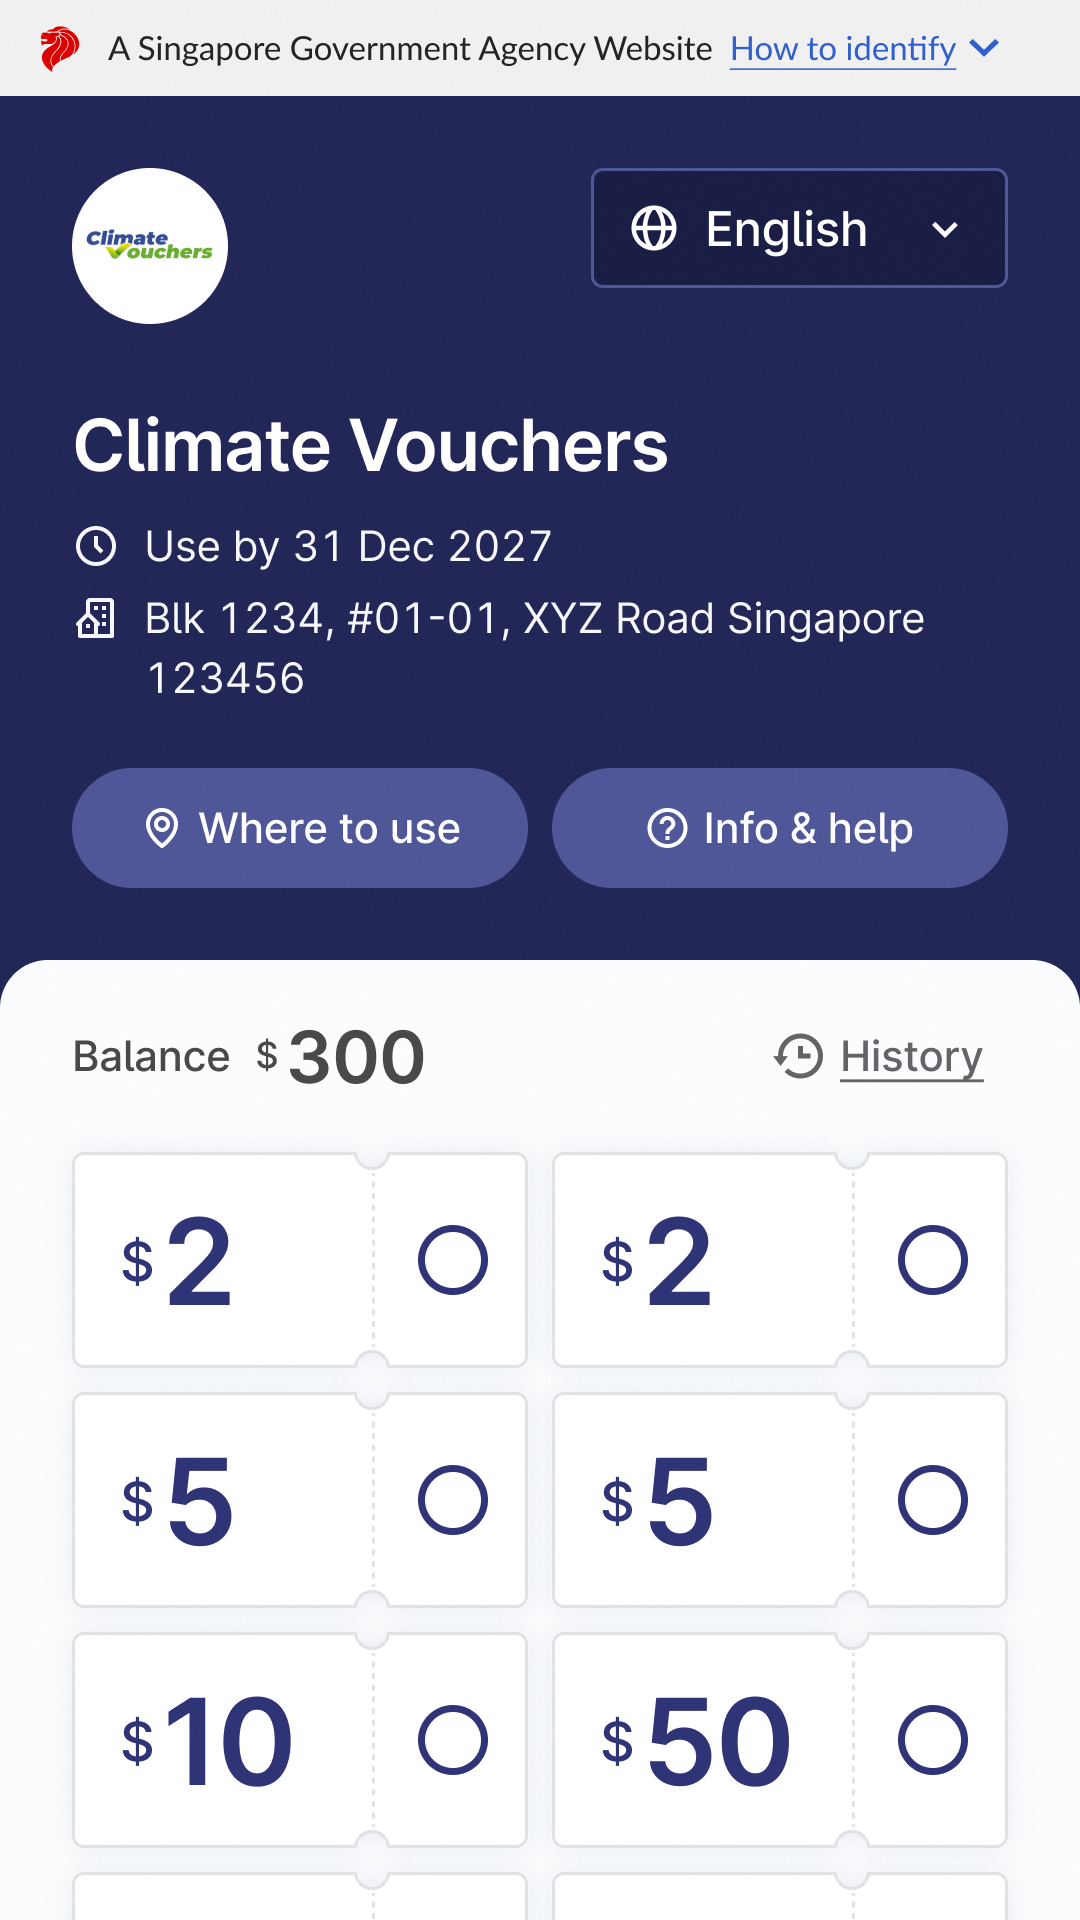 A Singapore Government Agency Website How to identify
Climate
Vouchers
English
Climate Vouchers
Use by 31 Dec 2027
Blk 1234, #01-01, XYZ Road Singapore
123456
Where to use
Info & help
Balance $300
History
$2
$2
$5
$5
$10
$50